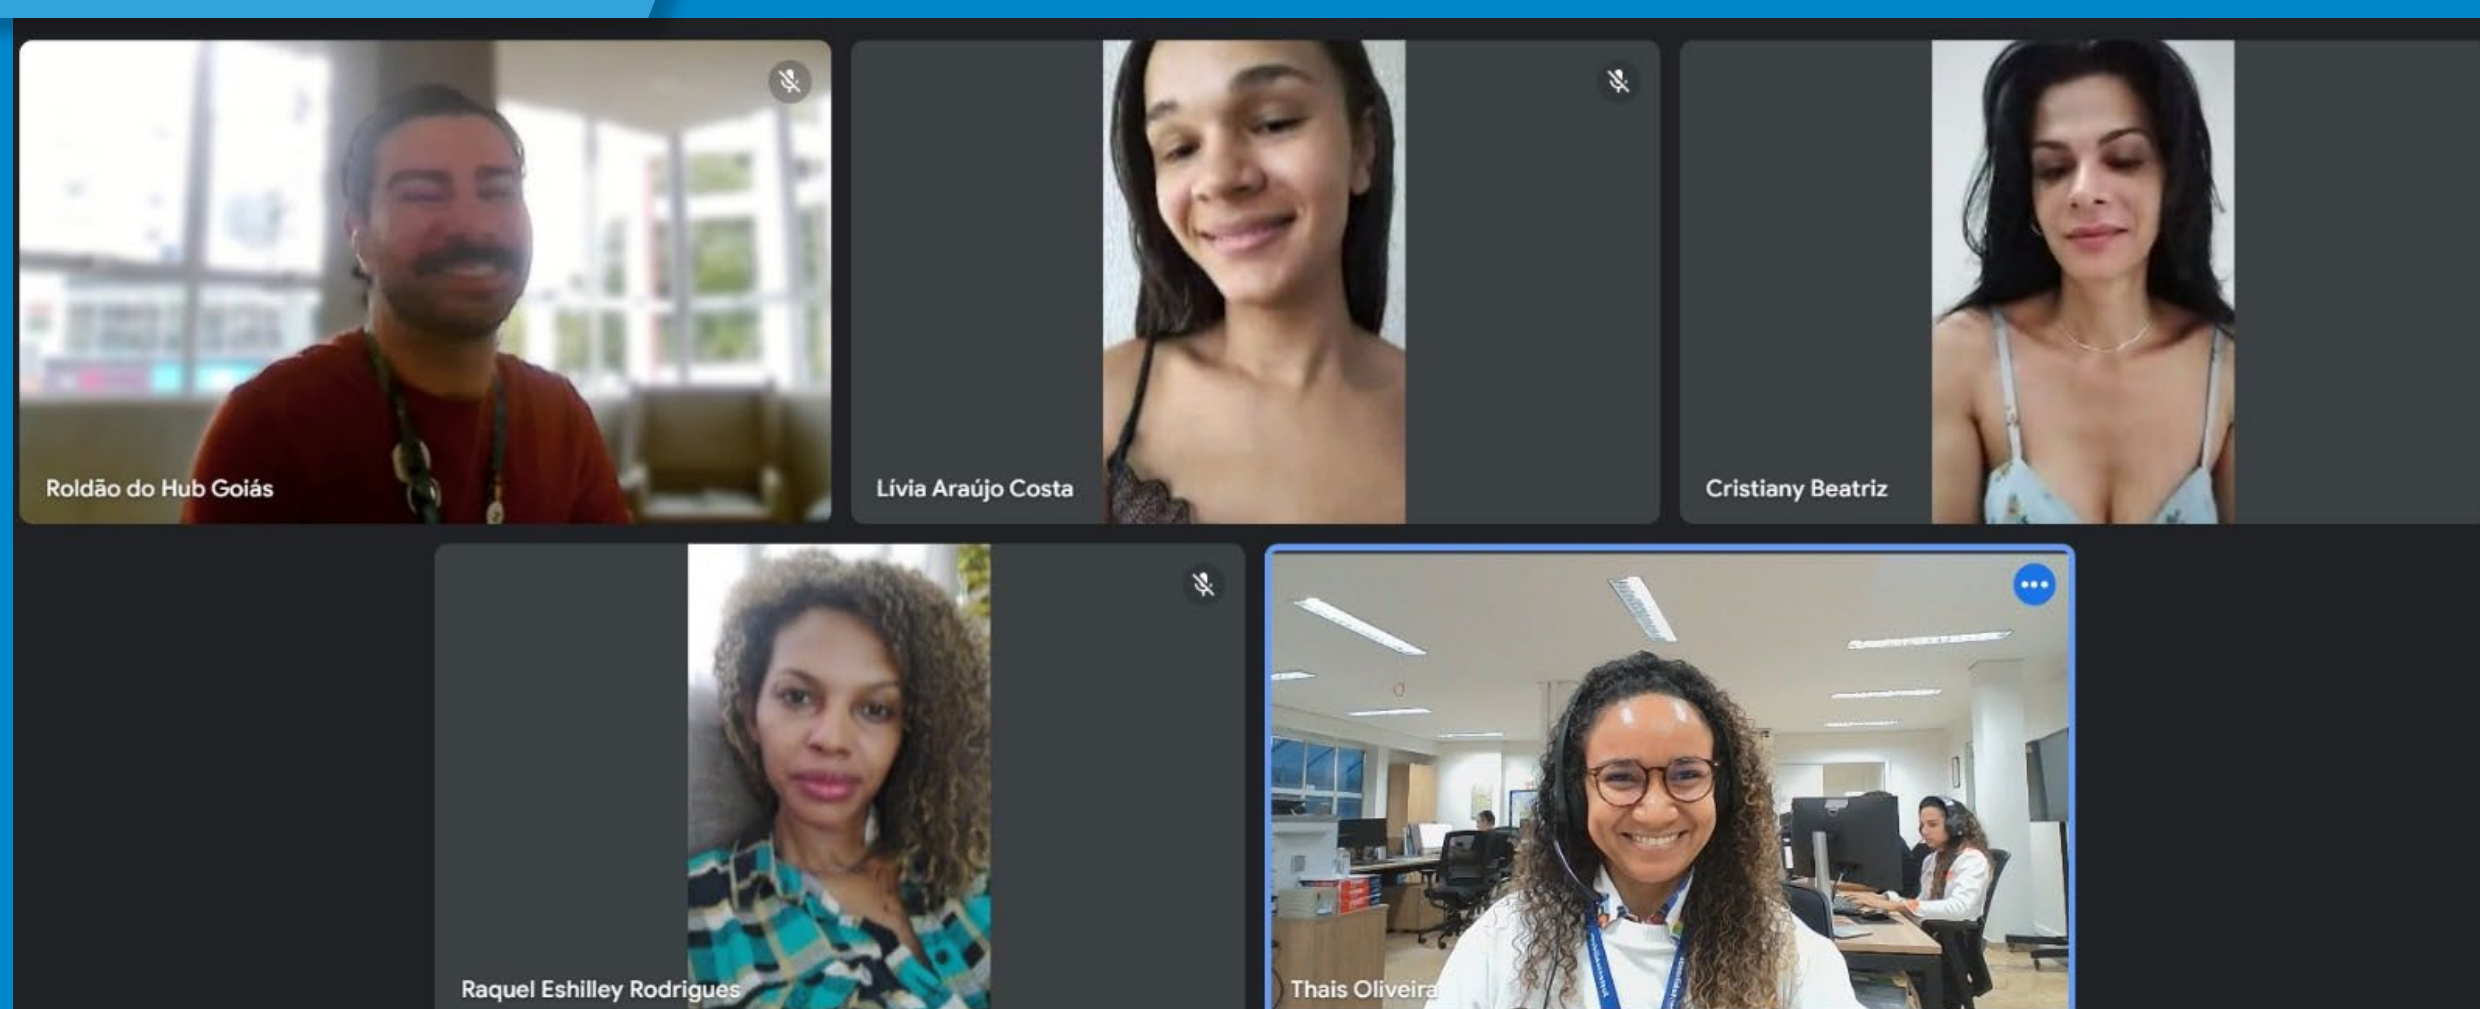 Roldão do Hub Goiás
Lívia Araújo Costa
Cristiany Beatriz
Raquel Eshilley Rodrigues
Thais Oliveira